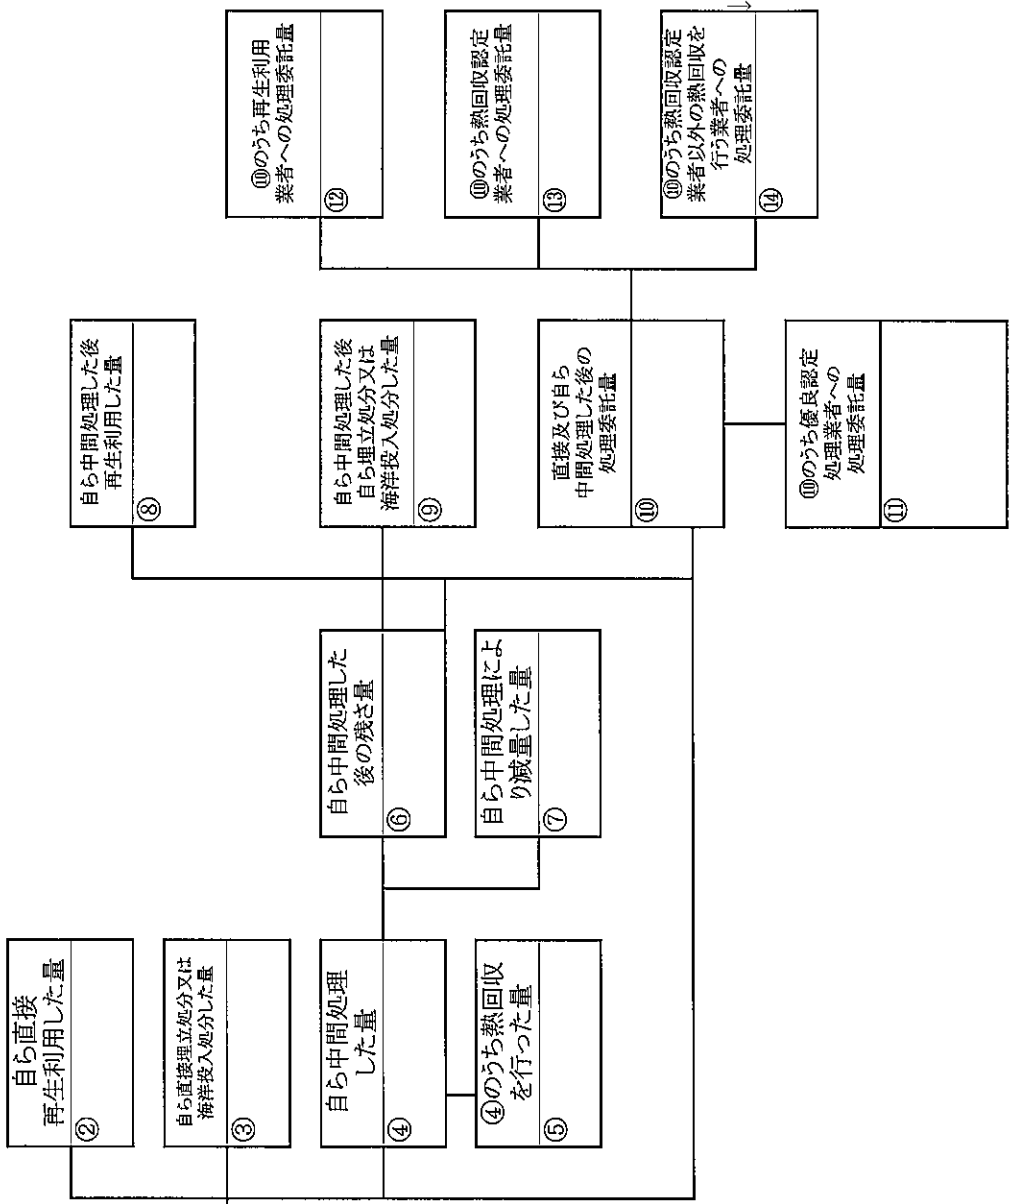 自ら直接
再生利用した量
②
自ら直接埋立処分又は
海洋投入処分した量
③
自ら中間処理
した量
④
④のうち熱回収
を行った量
⑤
自ら中間処理した
後の残さ量
⑥
自ら中間処理によ
り減量した量
⑦
自ら中間処理した後
再生利用した量
⑧
自ら中間処理した後
自ら埋立処分又は
海洋投入処分した量
⑨
直接及び自ら
中間処理した後の
処理委託量
⑩
⑩のうち優良認定
処理業者への
処理委託量
⑪
⑩のうち再生利用
業者への処理委託量
⑫
⑩のうち熱回収認定
業者への処理委託量
⑬
⑩のうち熱回収認定
業者以外の熱回収を
行う業者への
処理委託量
⑭